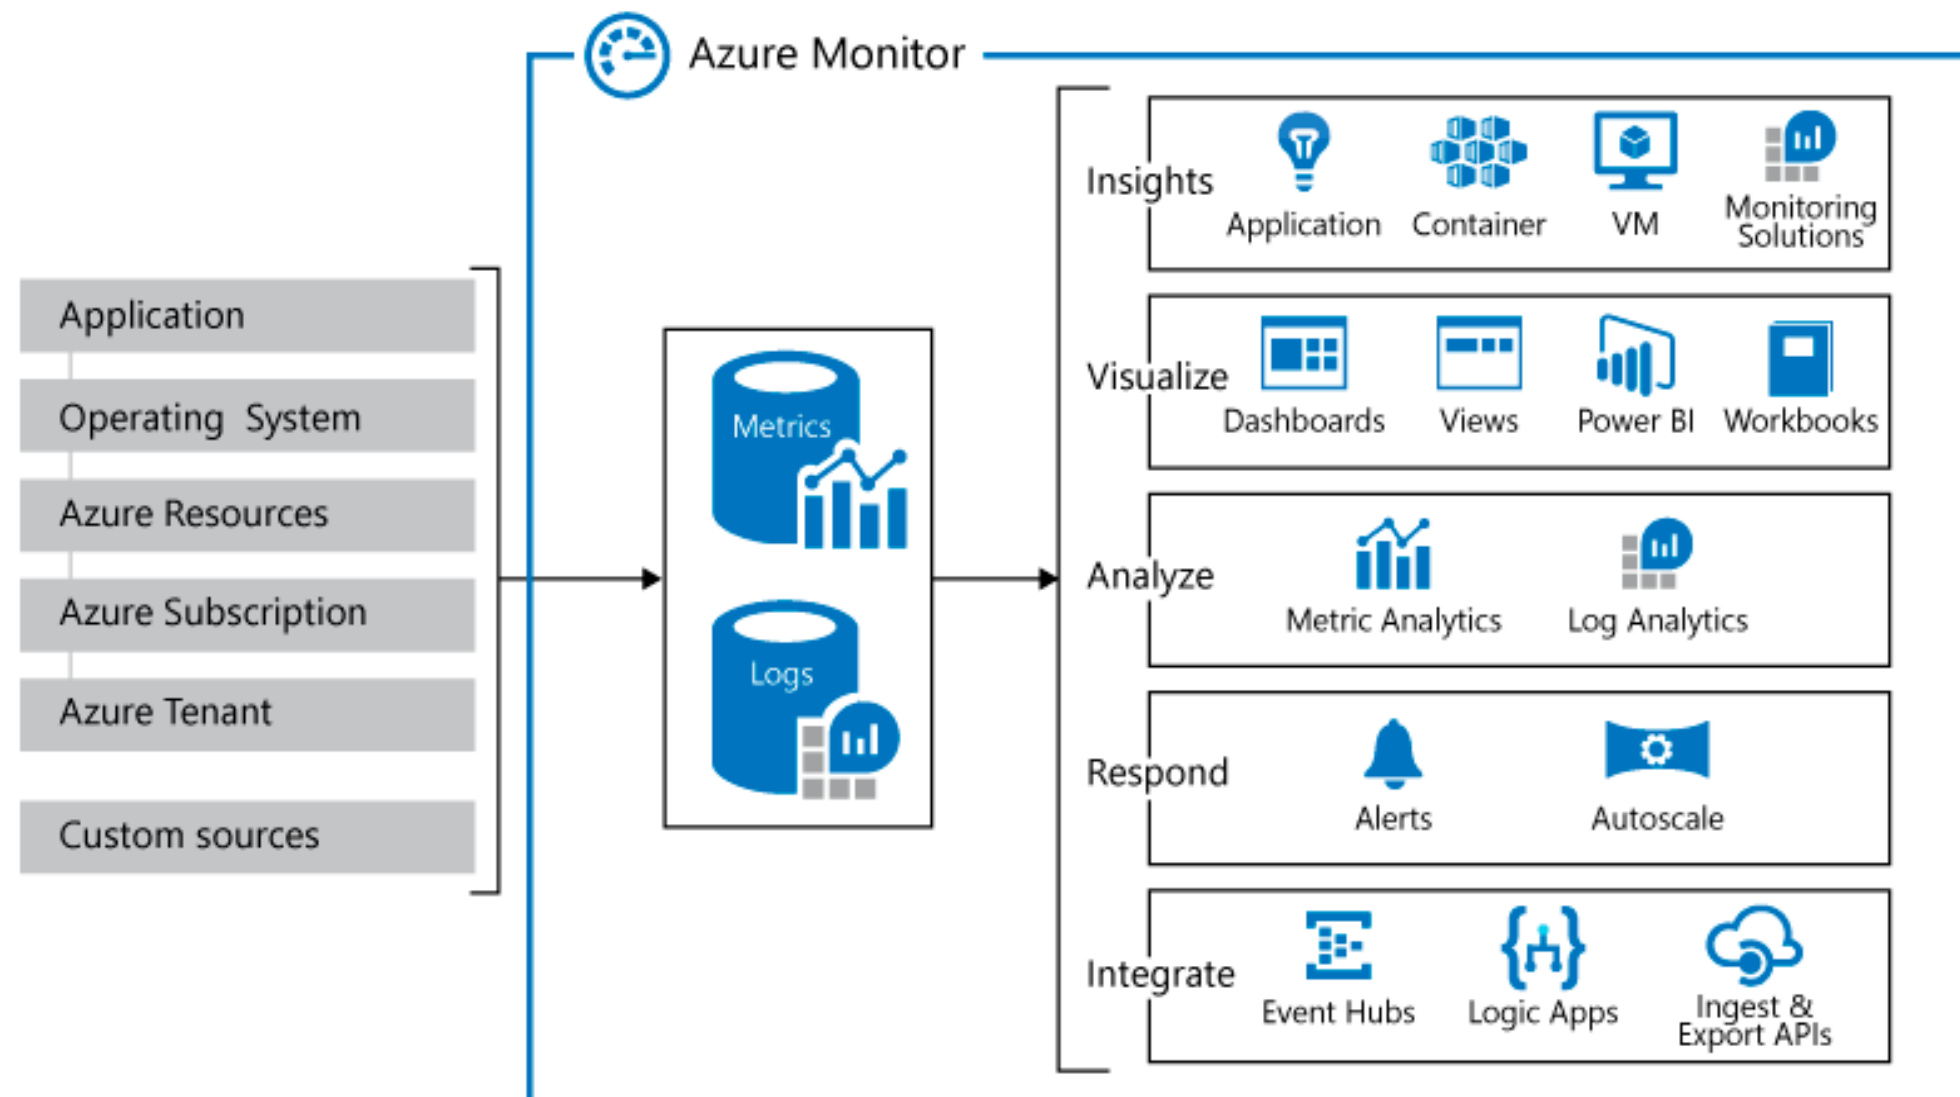 Azure Monitor
Application
Operating System
Azure Resources
Azure Subscription
Azure Tenant
Custom sources
Metrics
Logs
Insights
Application
Container
VM
Monitoring
Solutions
Visualize
Dashboards
Views
Power BI
Workbooks
Analyze
Metric Analytics
Log Analytics
Respond
Alerts
Autoscale
Integrate
Event Hubs
Logic Apps
Ingest &
Export APIs